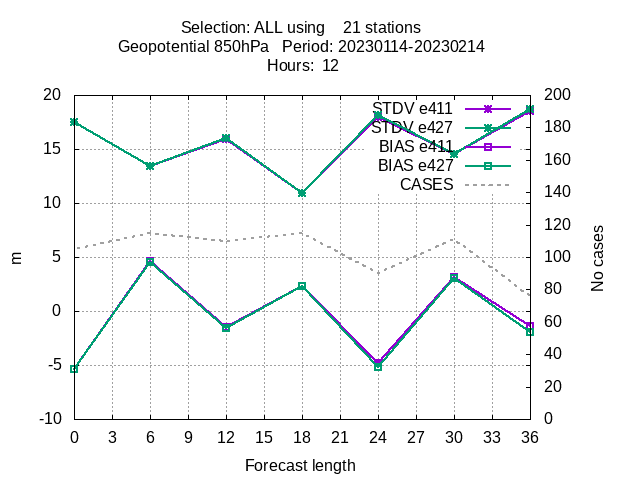 Selection: ALL using 21 stations
Geopotential 850hPa Period: 20230114-20230214
Hours: 12
STDV e411
STDV e427
BIAS e411
BIAS e427
CASES
20
15
10
5
0
-5
-10
m
200
180
160
140
120
100
80
60
40
20
0
No cases
0 3 6 9 12 15 18 21 24 27 30 33 36
Forecast length